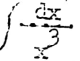 ∫ dx/x³